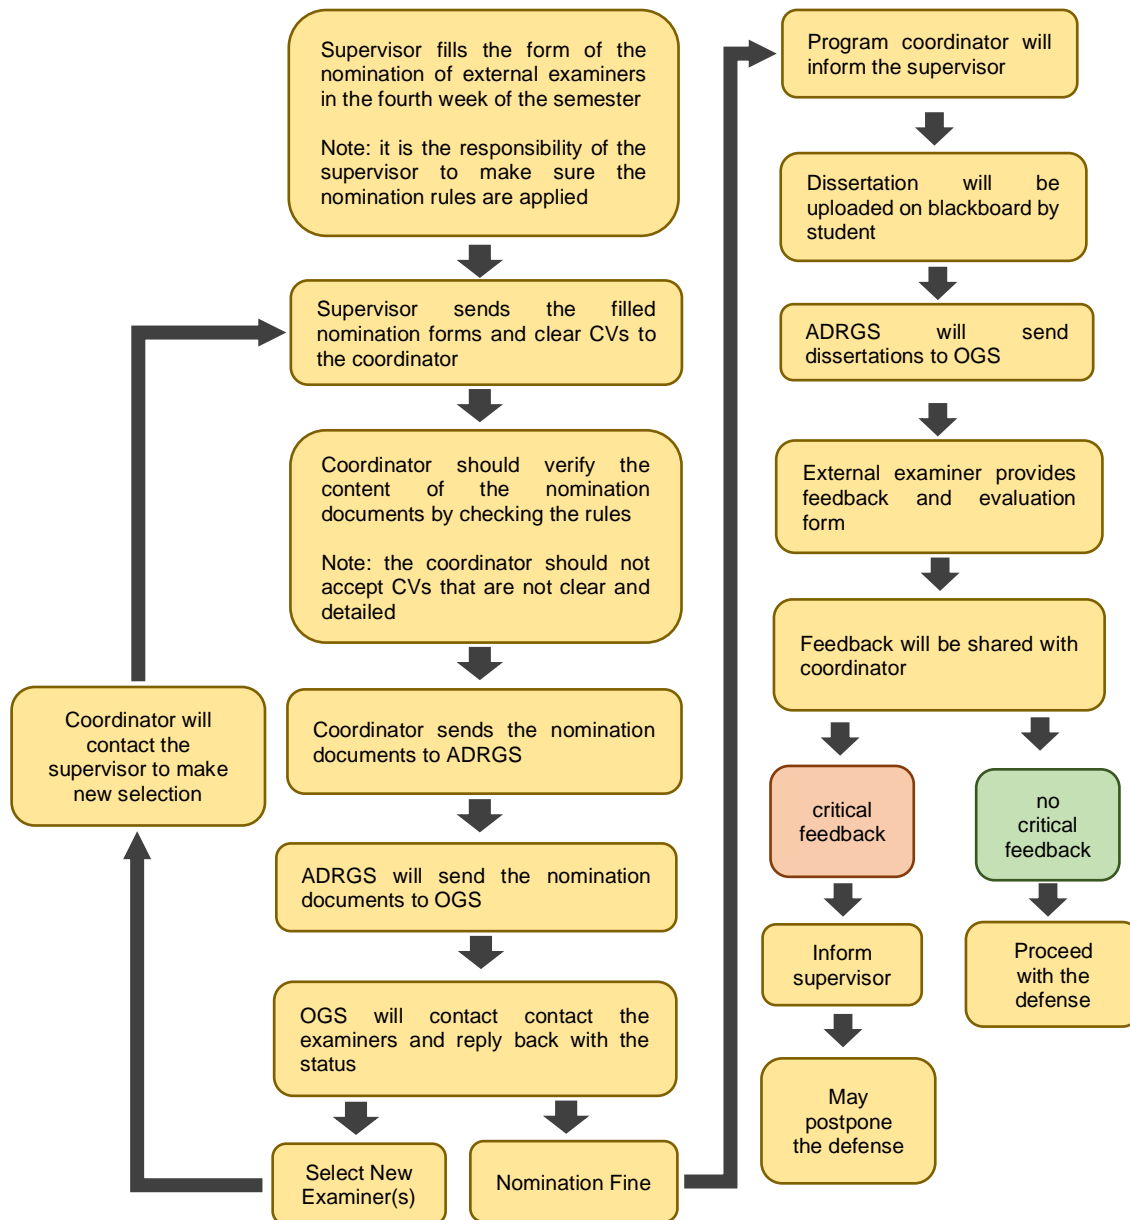 Supervisor fills the form of the
nomination of external examiners
in the fourth week of the semester
Note: it is the responsibility of the
supervisor to make sure the
nomination rules are applied
Supervisor sends the filled
nomination forms and clear CVs to
the coordinator
Coordinator should verify the
content of the nomination
documents by checking the rules
Note: the coordinator should not
accept CVs that are not clear and
detailed
Coordinator sends the nomination
documents to ADRGS
ADRGS will send the nomination
documents to OGS
OGS will contact contact the
examiners and reply back with the
status
Select New
Examiner(s)
Nomination Fine
Coordinator will
contact the
supervisor to make
new selection
Program coordinator will
inform the supervisor
Dissertation will be
uploaded on blackboard by
student
ADRGS will send
dissertations to OGS
External examiner provides
feedback and evaluation
form
Feedback will be shared with
coordinator
critical
feedback
no
critical
feedback
Inform
supervisor
Proceed
with the
defense
May
postpone
the defense